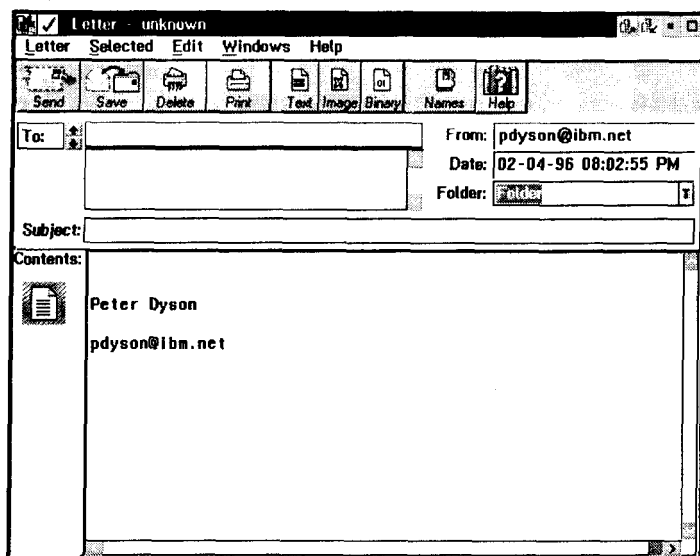 Letter - unknown
Letter Selected Edit Windows Help
Send Save Delete Print Text Image Binary Names Help
To:
From: pdyson@ibm.net
Date: 02-04-96 08:02:55 PM
Folder: Folder
Subject:
Contents:
Peter Dyson
pdyson@ibm.net